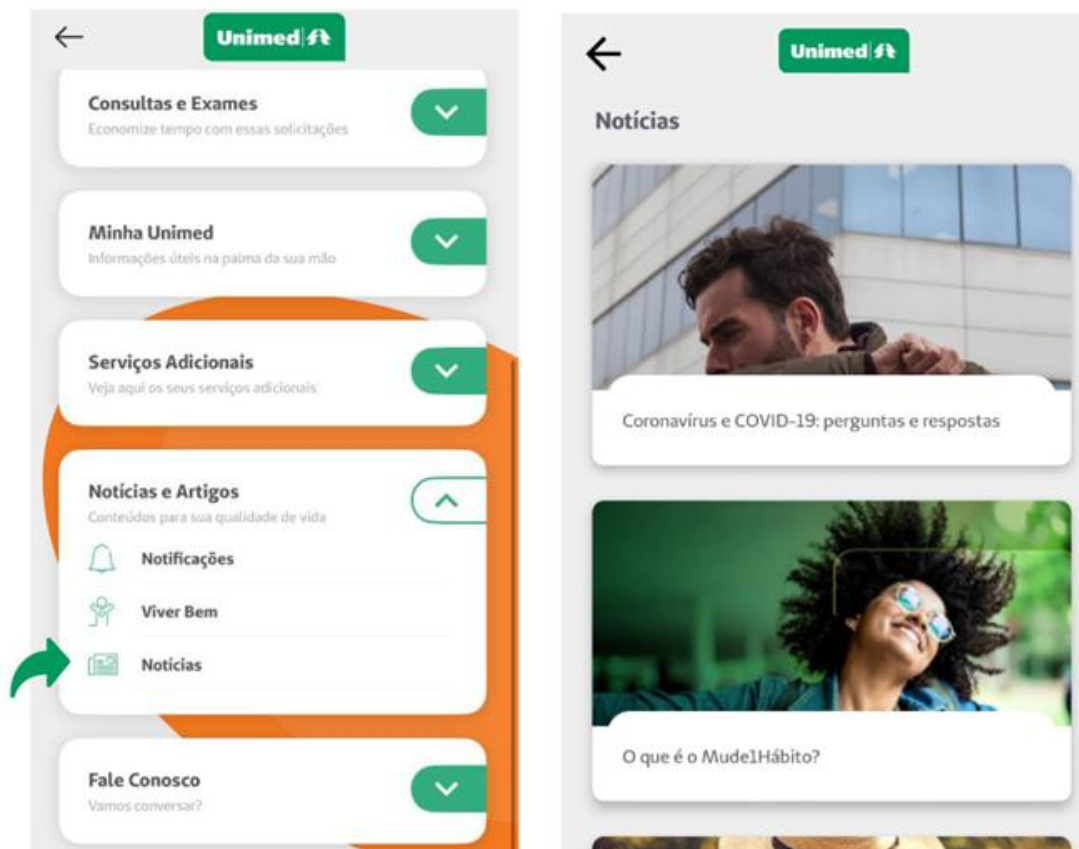 Unimed
Consultas e Exames
Economize tempo com essas solicitações
Minha Unimed
Informações úteis na palma da sua mão
Serviços Adicionais
Veja aqui os seus serviços adicionais
Notícias e Artigos
Conteúdos para sua qualidade de vida
Notificações
Viver Bem
Notícias
Fale Conosco
Vamos conversar?
Unimed
Notícias
Coronavírus e COVID-19: perguntas e respostas
O que é o Mude1Hábito?